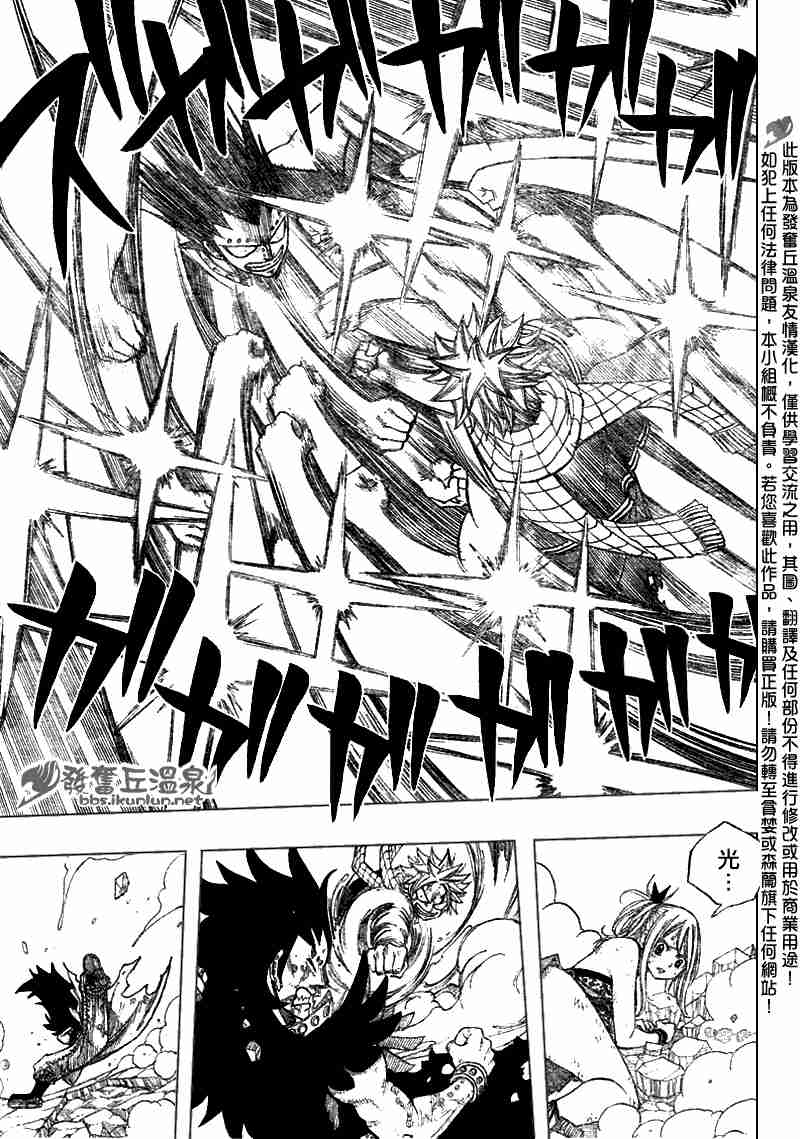 ズガガガガガガ
ガガガガガガガガ
光…
發奮丘溫泉
bbs.ikunlun.net
此版本為發奮丘溫泉友情漢化，僅供學習交流之用，其圖、翻譯及任何部份不得進行修改或用於商業用途！
如犯上任何法律問題，本小組概不負責。若您喜歡此作品，請購買正版！請勿轉至貪婪或森蘭旗下任何網站！